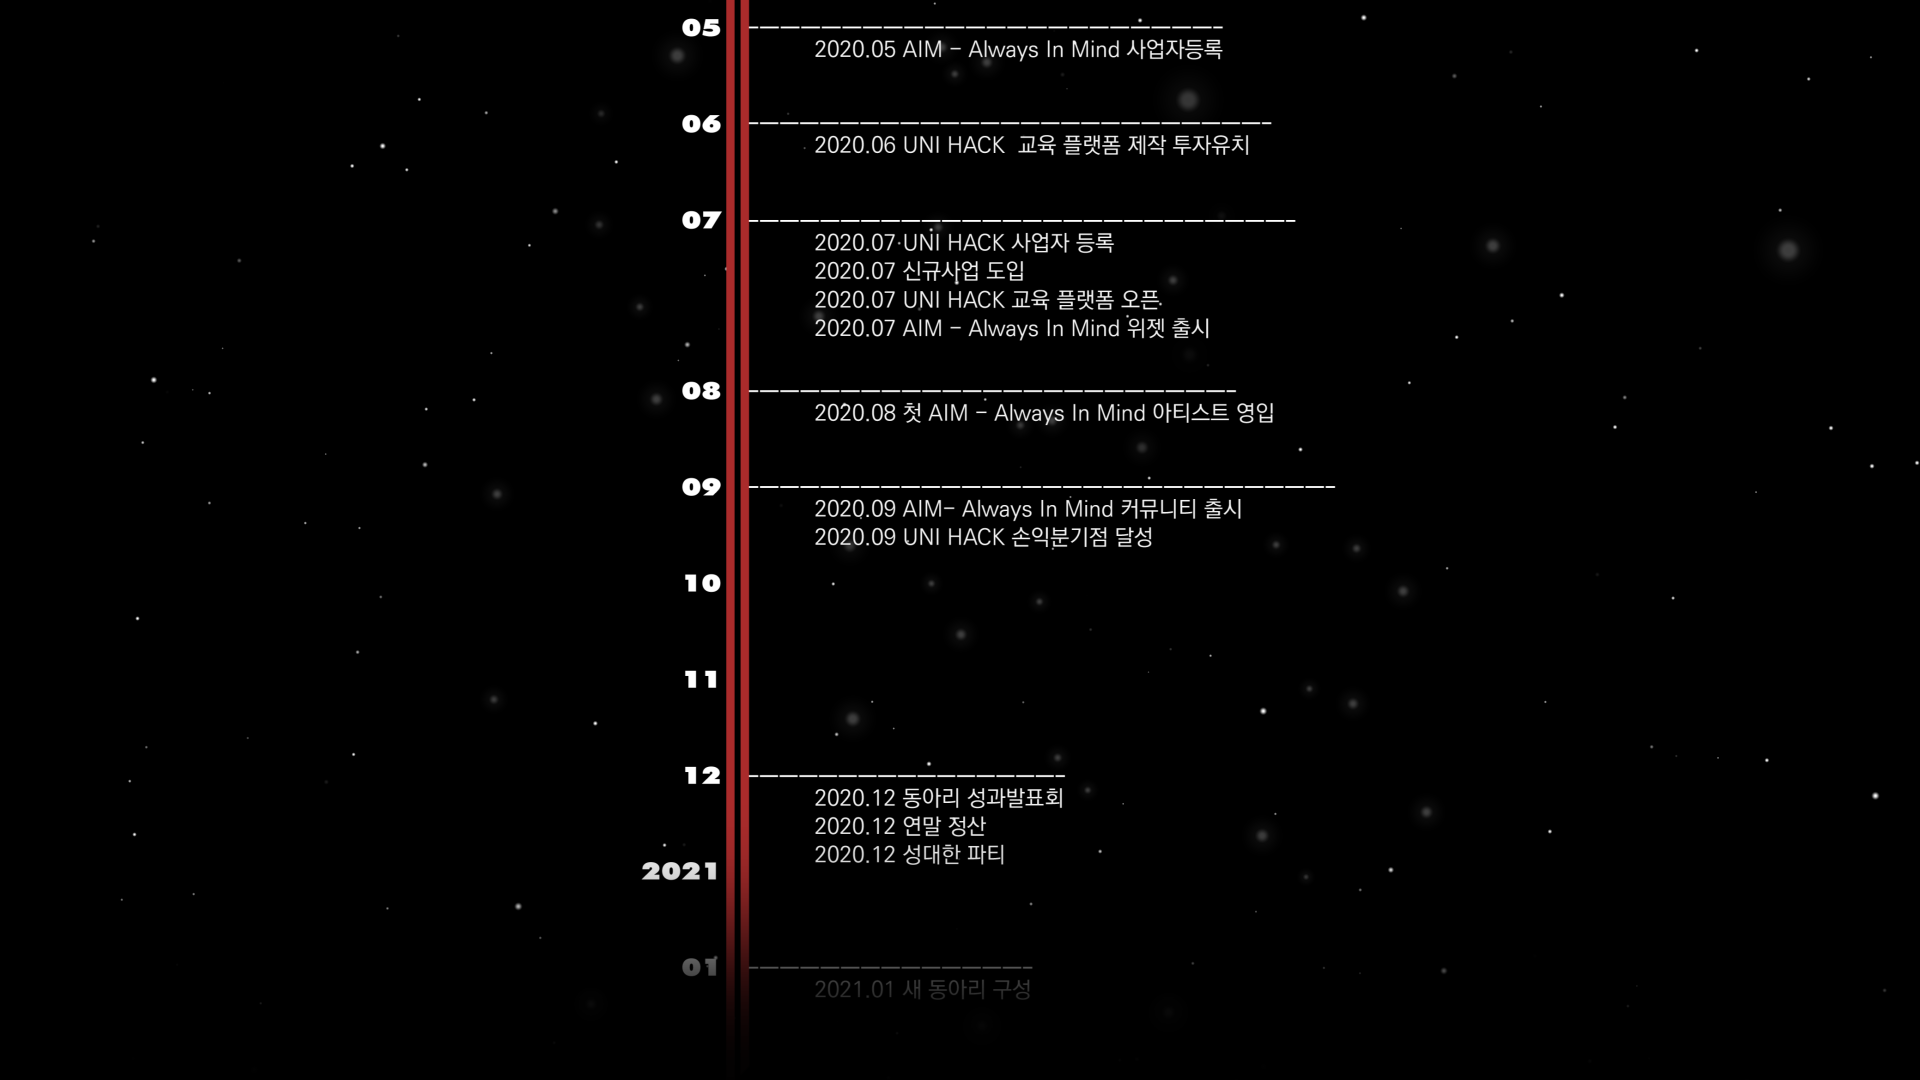 05
2020.05 AIM - Always In Mind 사업자등록
06
2020.06 UNI HACK 교육 플랫폼 제작 투자유치
07
2020.07 UNI HACK 사업자 등록
2020.07 신규사업 도입
2020.07 UNI HACK 교육 플랫폼 오픈
2020.07 AIM - Always In Mind 위젯 출시
08
2020.08 첫 AIM - Always In Mind 아티스트 영입
09
2020.09 AIM- Always In Mind 커뮤니티 출시
2020.09 UNI HACK 손익분기점 달성
10
11
12
2020.12 동아리 성과발표회
2020.12 연말 정산
2020.12 성대한 파티
2021
01
2021.01 새 동아리 구성